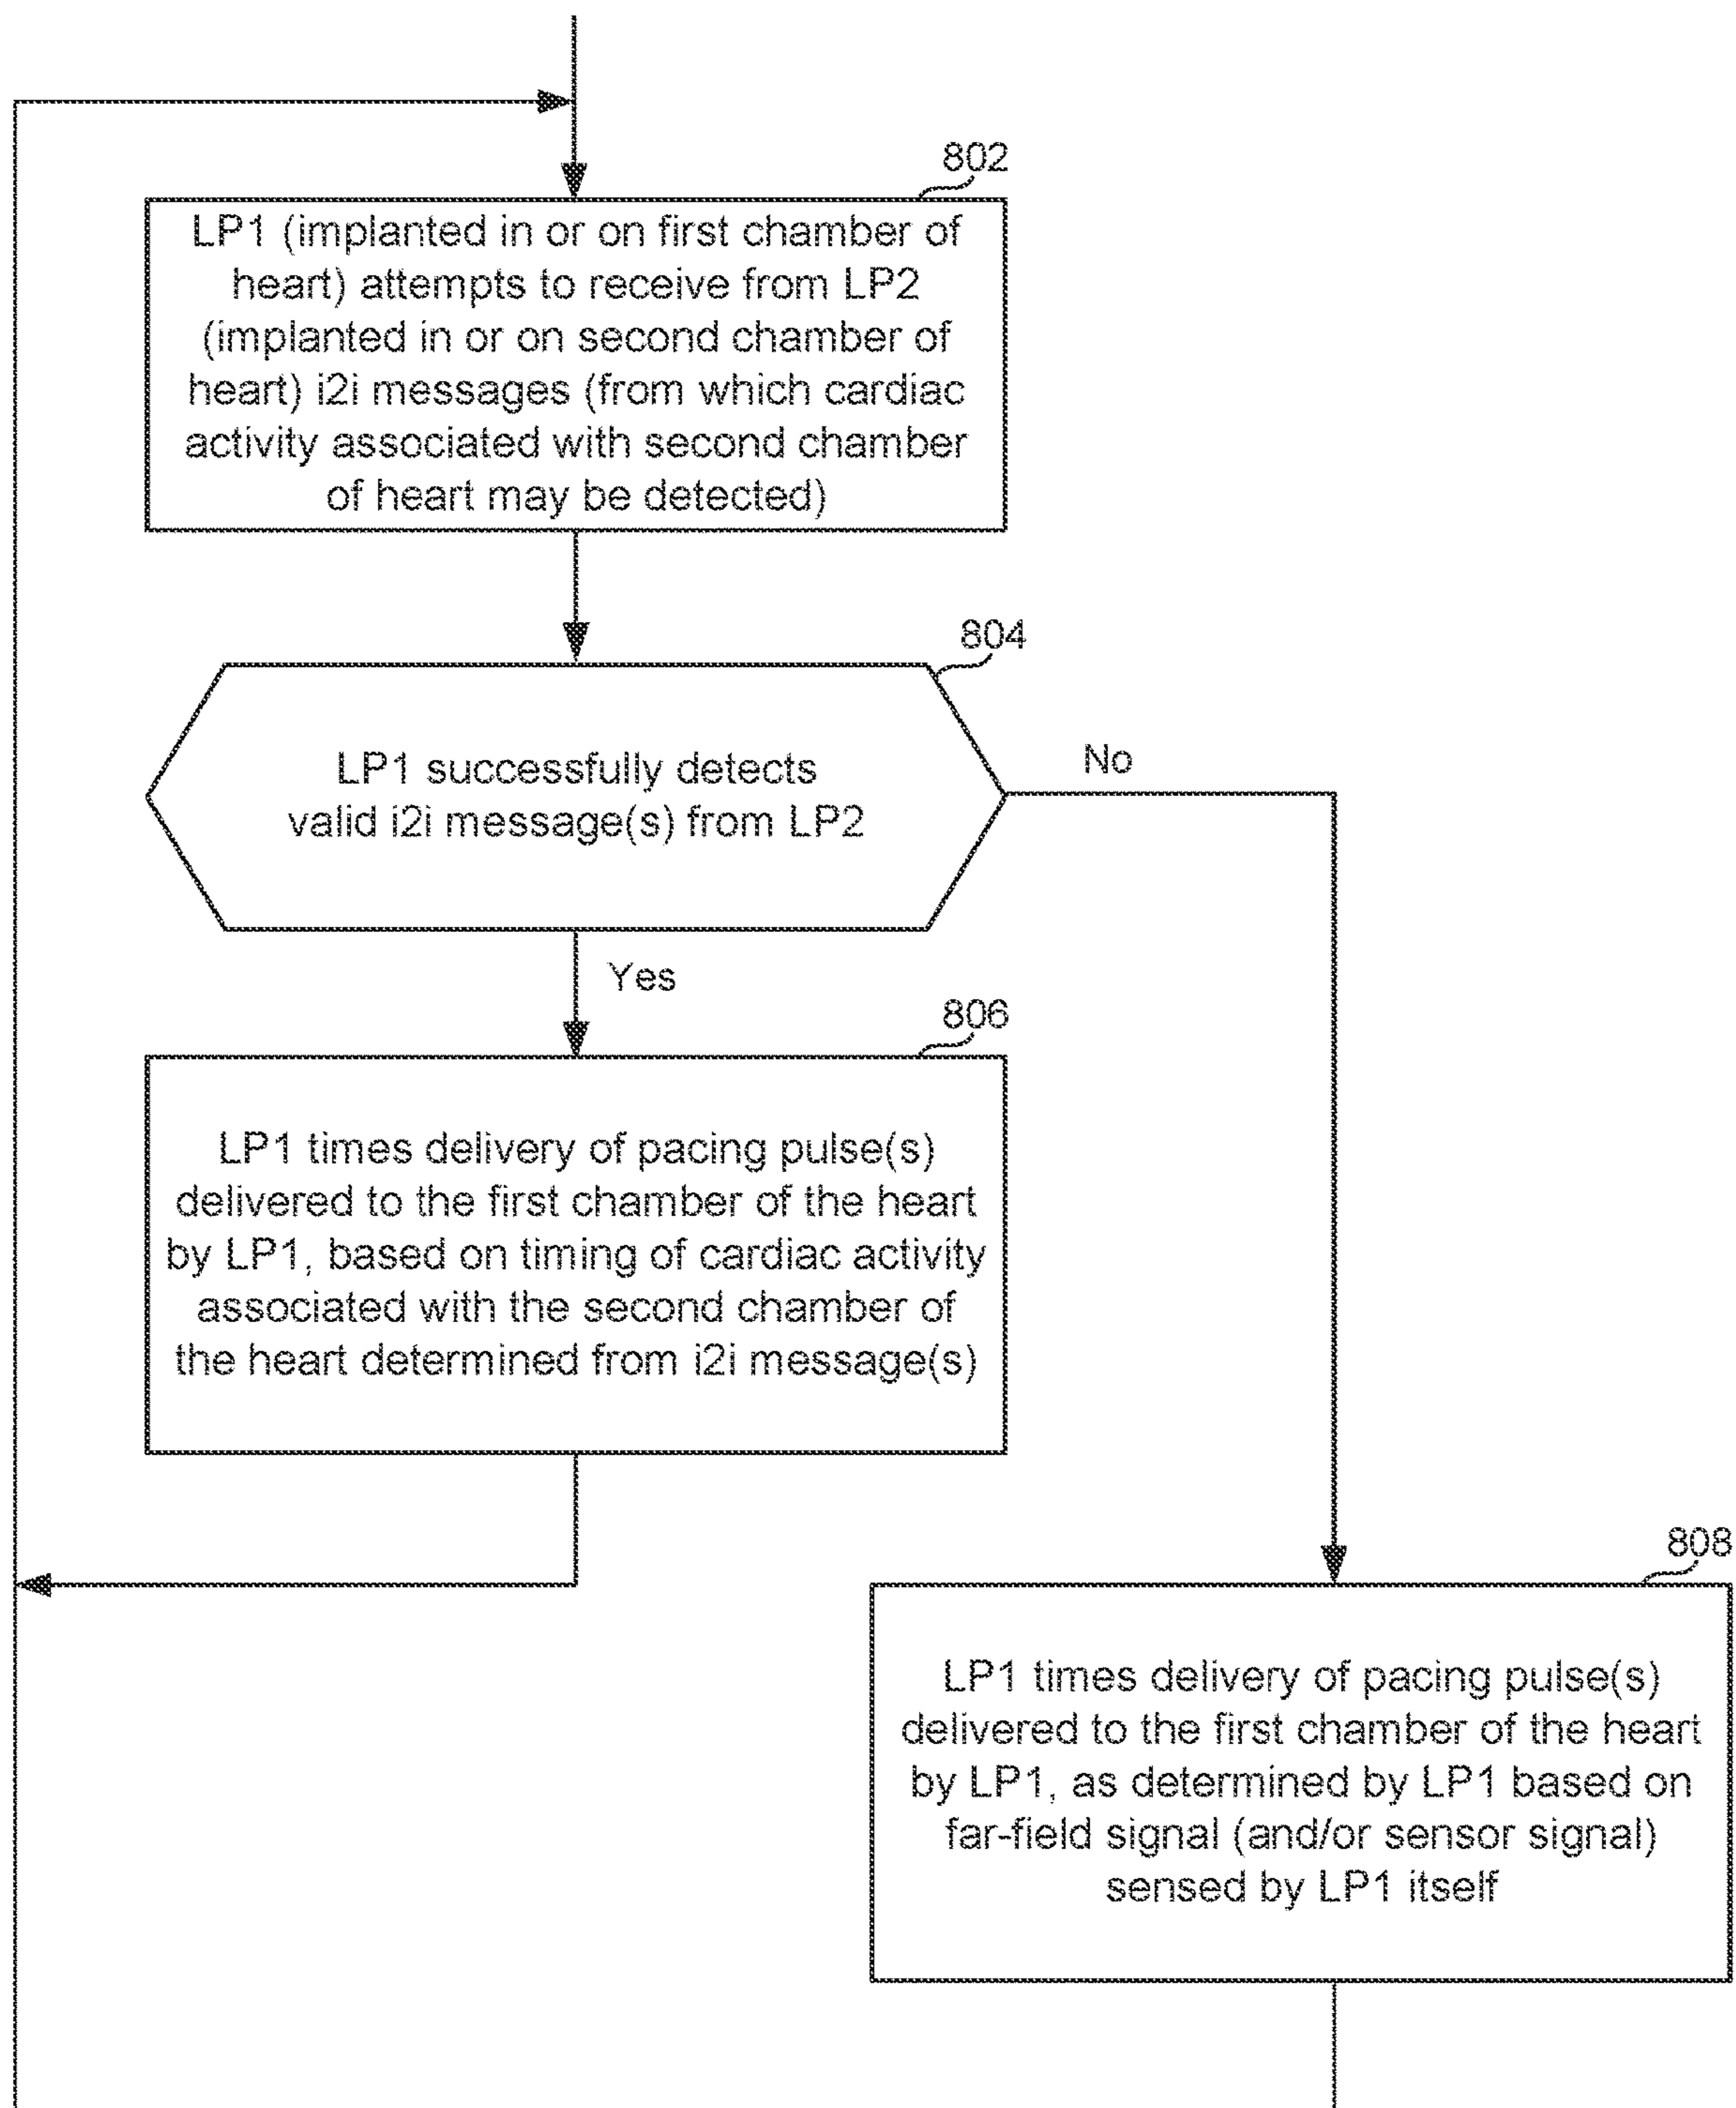 802
LP1 (implanted in or on first chamber of
heart) attempts to receive from LP2
(implanted in or on second chamber of
heart) i2i messages (from which cardiac
activity associated with second chamber
of heart may be detected)
804
LP1 successfully detects
valid i2i message(s) from LP2
No
Yes
806
LP1 times delivery of pacing pulse(s)
delivered to the first chamber of the heart
by LP1, based on timing of cardiac activity
associated with the second chamber of
the heart determined from i2i message(s)
808
LP1 times delivery of pacing pulse(s)
delivered to the first chamber of the heart
by LP1, as determined by LP1 based on
far-field signal (and/or sensor signal)
sensed by LP1 itself